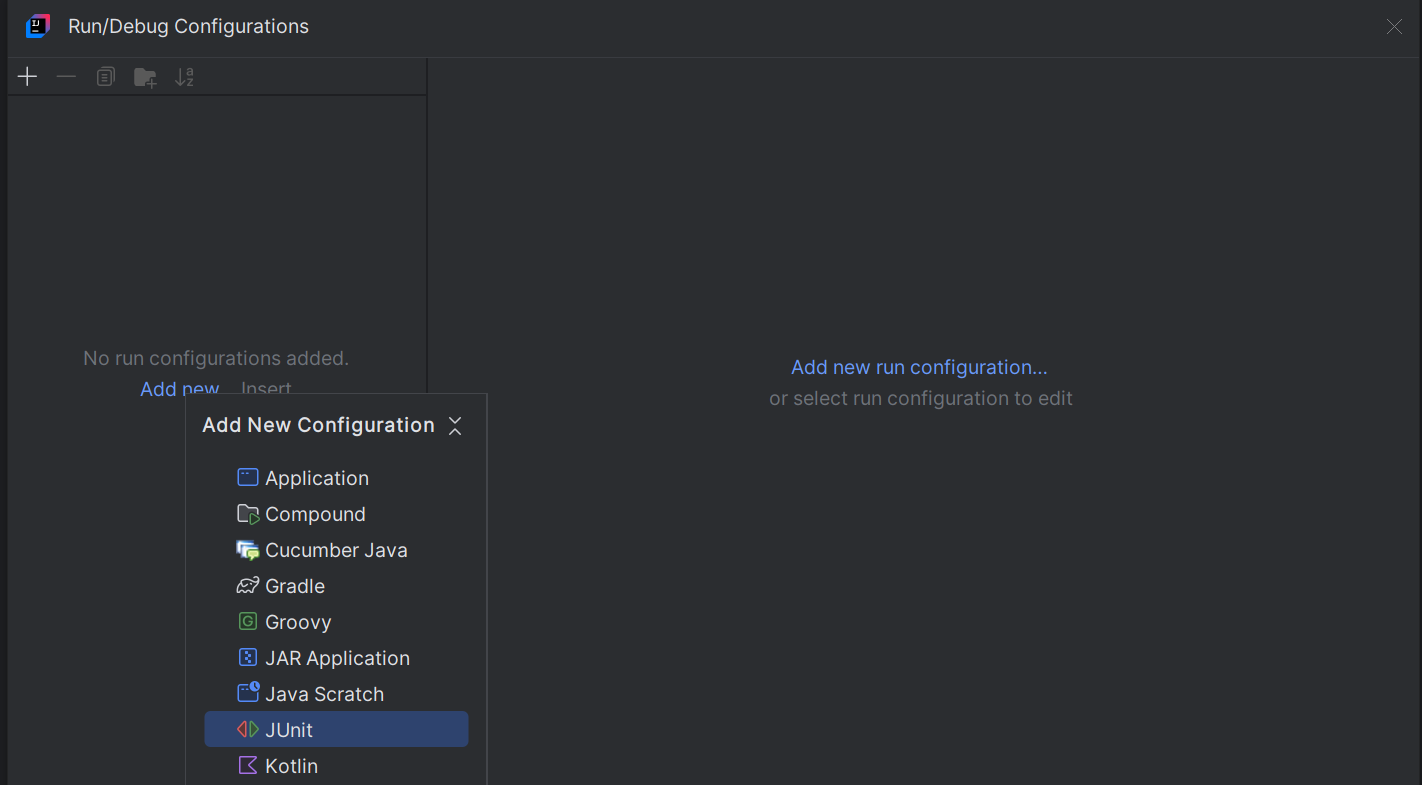 Run/Debug Configurations
No run configurations added.
Add new... Insert
Add new run configuration...
or select run configuration to edit
Add New Configuration
Application
Compound
Cucumber Java
Gradle
Groovy
JAR Application
Java Scratch
JUnit
Kotlin